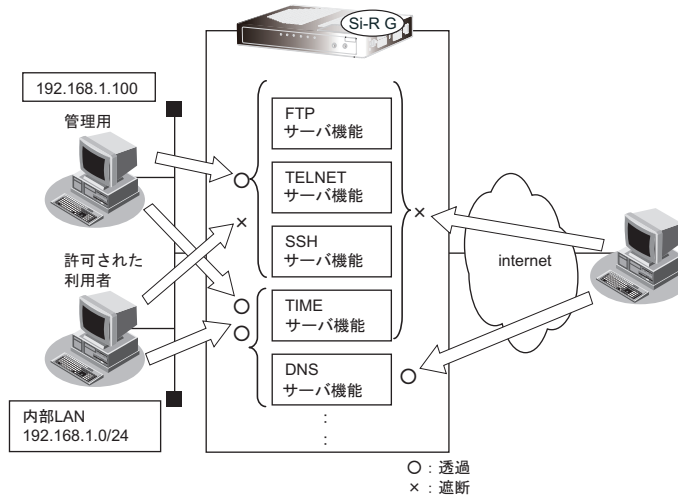 Si-R G
192.168.1.100
管理用
FTP
サーバ機能
TELNET
サーバ機能
×
×
SSH
サーバ機能
internet
許可された
利用者
TIME
サーバ機能
DNS
サーバ機能
:
:
内部LAN
192.168.1.0/24
○:透過
×:遮断